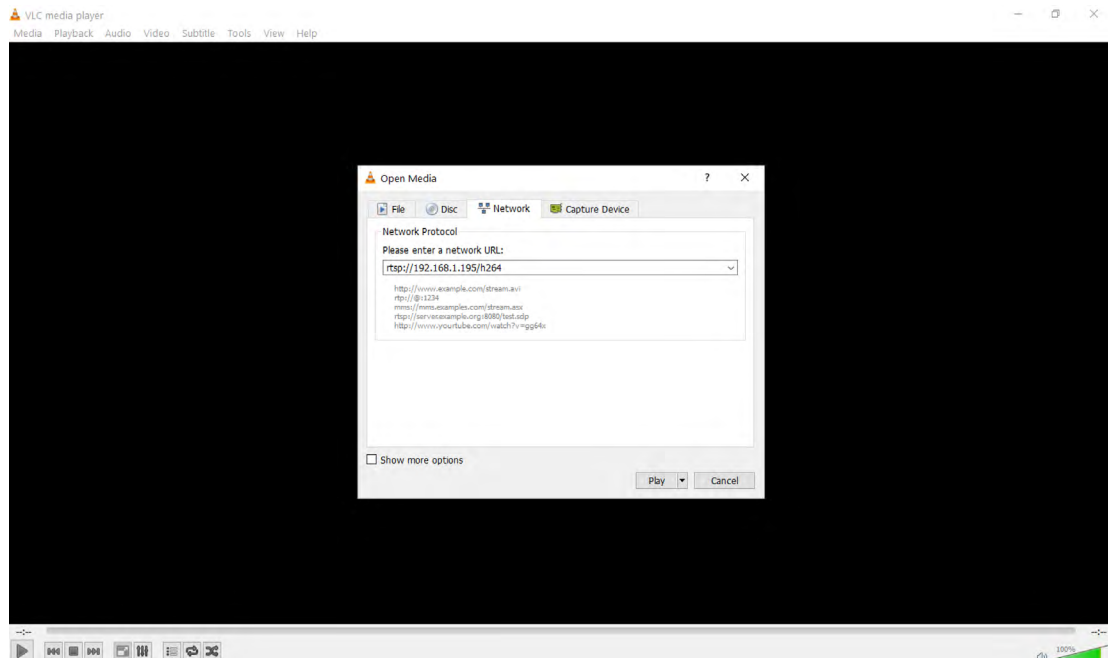 VLC media player
Media Playback Audio Video Subtitle Tools View Help
Open Media
?
File Disc Network Capture Device
Network Protocol
Please enter a network URL:
rtsp://192.168.1.195/h264
http://www.example.com/stream.avi
rtp://@:1234
mms://mms.examples.com/stream.asx
rtsp://server.example.org:8080/test.sdp
http://www.yourtube.com/watch?v=gg64x
Show more options
Play Cancel
--:-- --:--
100%